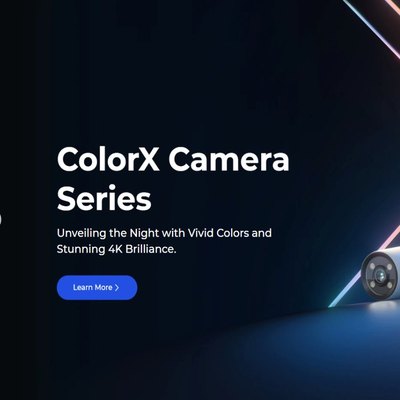 ColorX Camera
Series
Unveiling the Night with Vivid Colors and
Stunning 4K Brilliance.
Learn More